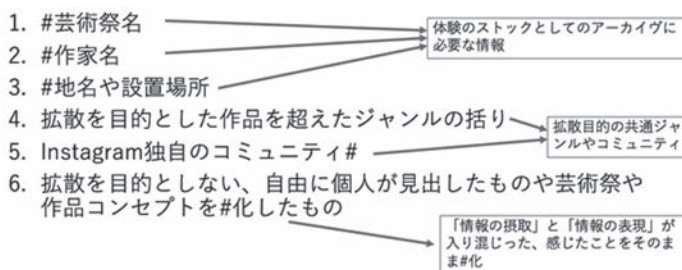 1. #芸術祭名
2. #作家名
3. #地名や設置場所
4. 拡散を目的とした作品を超えたジャンルの括り
5. Instagram独自のコミュニティ#
6. 拡散を目的としない、自由に個人が見出したものや芸術祭や
作品コンセプトを#化したもの
体験のストックとしてのアーカイヴに
必要な情報
拡散目的の共通ジャ
ンルやコミュニティ
「情報の摂取」と「情報の表現」が
入り混じった、感じたことをそのま
ま#化